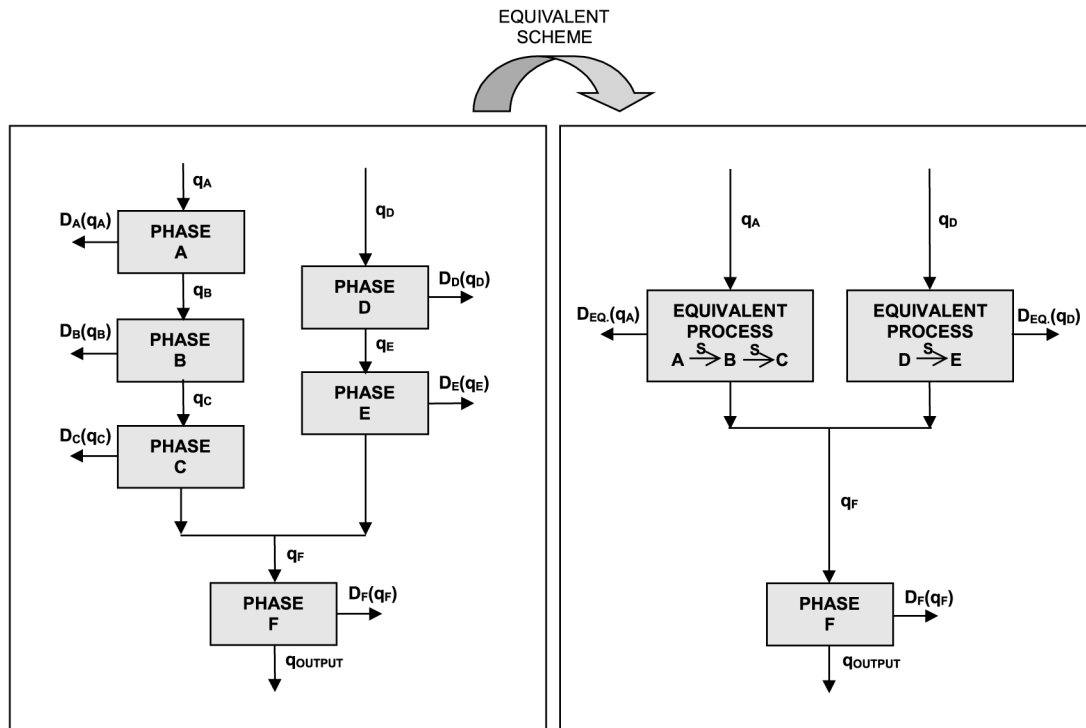 EQUIVALENT
SCHEME
qA
DA(qA)
PHASE
A
qB
DB(qB)
PHASE
B
qC
DC(qC)
PHASE
C
qD
DD(qD)
PHASE
D
qE
DE(qE)
PHASE
E
qF
DF(qF)
PHASE
F
qOUTPUT
qA
DEQ.(qA)
EQUIVALENT
PROCESS
A S B S C
qD
DEQ.(qD)
EQUIVALENT
PROCESS
D S E
qF
DF(qF)
PHASE
F
qOUTPUT